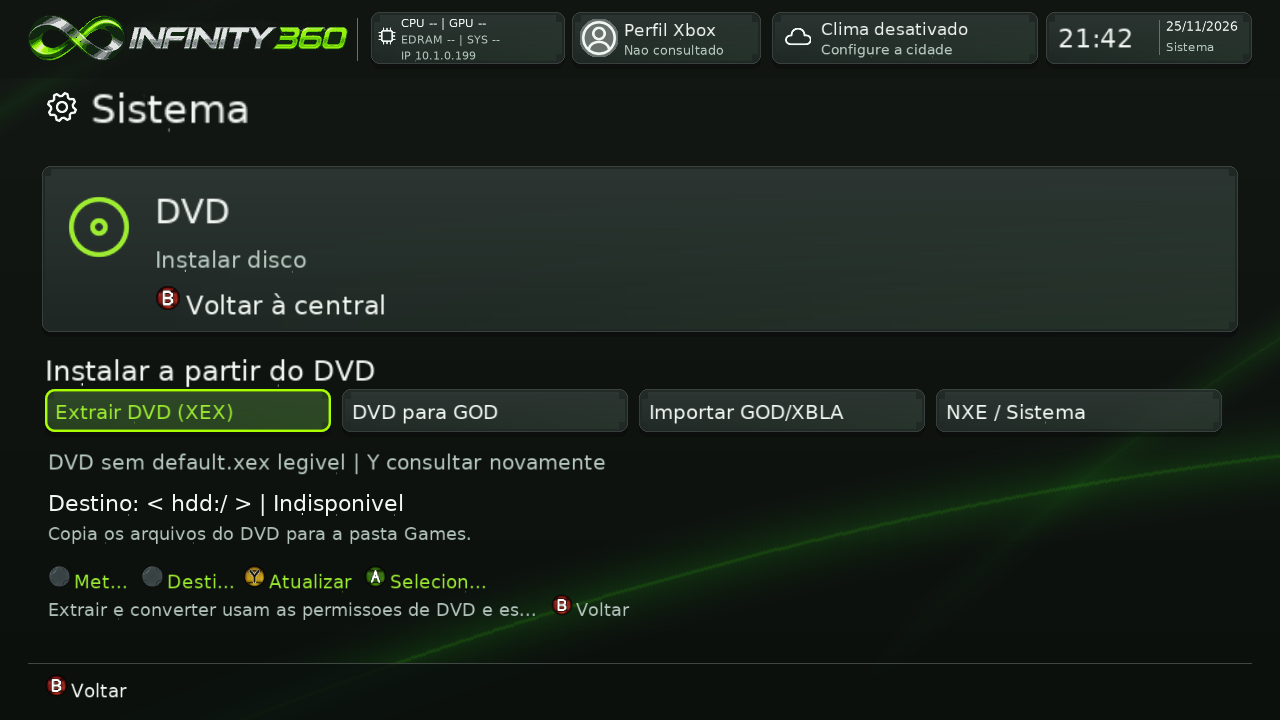 INFINITY 360
CPU -- | GPU --
EDRAM -- | SYS --
IP 10.1.0.199
Perfil Xbox
Nao consultado
Clima desativado
Configure a cidade
21:42
25/11/2026
Sistema
Sistema
DVD
Instalar disco
B Voltar à central
Instalar a partir do DVD
Extrair DVD (XEX)
DVD para GOD
Importar GOD/XBLA
NXE / Sistema
DVD sem default.xex legivel | Y consultar novamente
Destino: < hdd:/ > | Indisponivel
Copia os arquivos do DVD para a pasta Games.
Met... Desti... Y Atualizar A Selecion...
Extrair e converter usam as permissoes de DVD e es... B Voltar
B Voltar